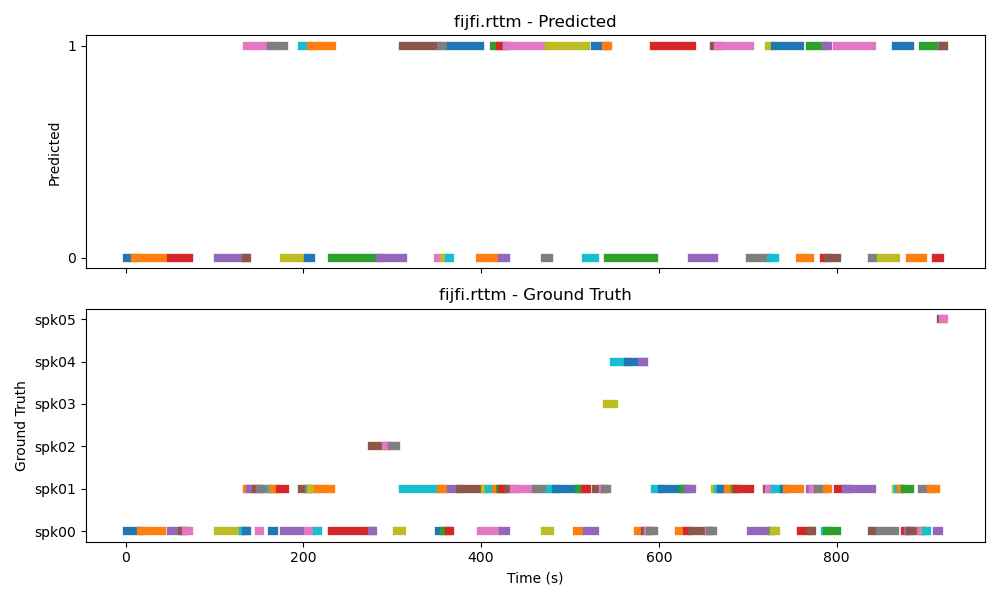 fijfi.rttm - Predicted
1
0
Predicted
fijfi.rttm - Ground Truth
spk05
spk04
spk03
spk02
spk01
spk00
Ground Truth
0 200 400 600 800
Time (s)